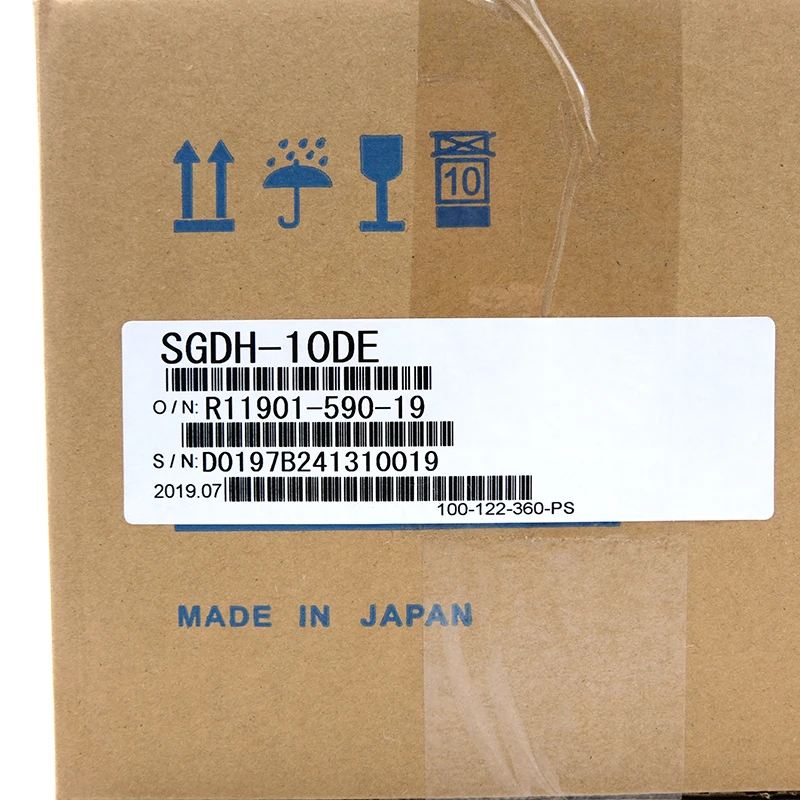 10
SGDH-10DE
O/N: R11901-590-19
S/N: D0197B241310019
2019.07
100-122-360-PS
MADE IN JAPAN